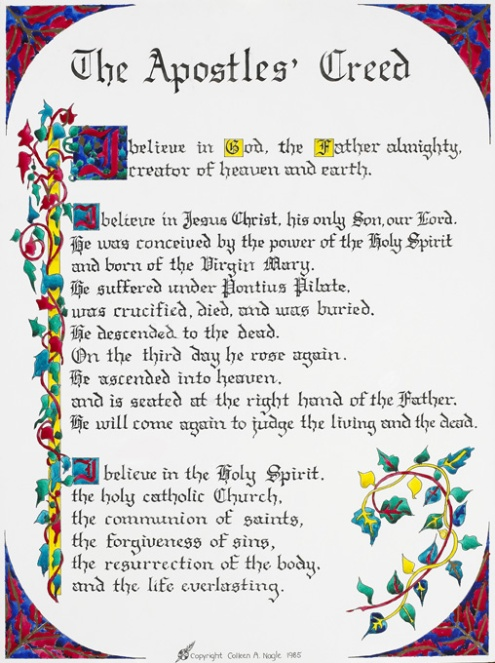 The Apostles' Creed
I believe in God, the Father almighty,
creator of heaven and earth.
I believe in Jesus Christ, his only Son, our Lord.
He was conceived by the power of the Holy Spirit
and born of the Virgin Mary.
He suffered under Pontius Pilate,
was crucified, died, and was buried.
He descended to the dead.
On the third day he rose again.
He ascended into heaven.
and is seated at the right hand of the Father.
He will come again to judge the living and the dead.
I believe in the Holy Spirit.
the holy catholic Church,
the communion of saints,
the forgiveness of sins,
the resurrection of the body.
and the life everlasting.
Copyright Colleen A. Nagle 1985